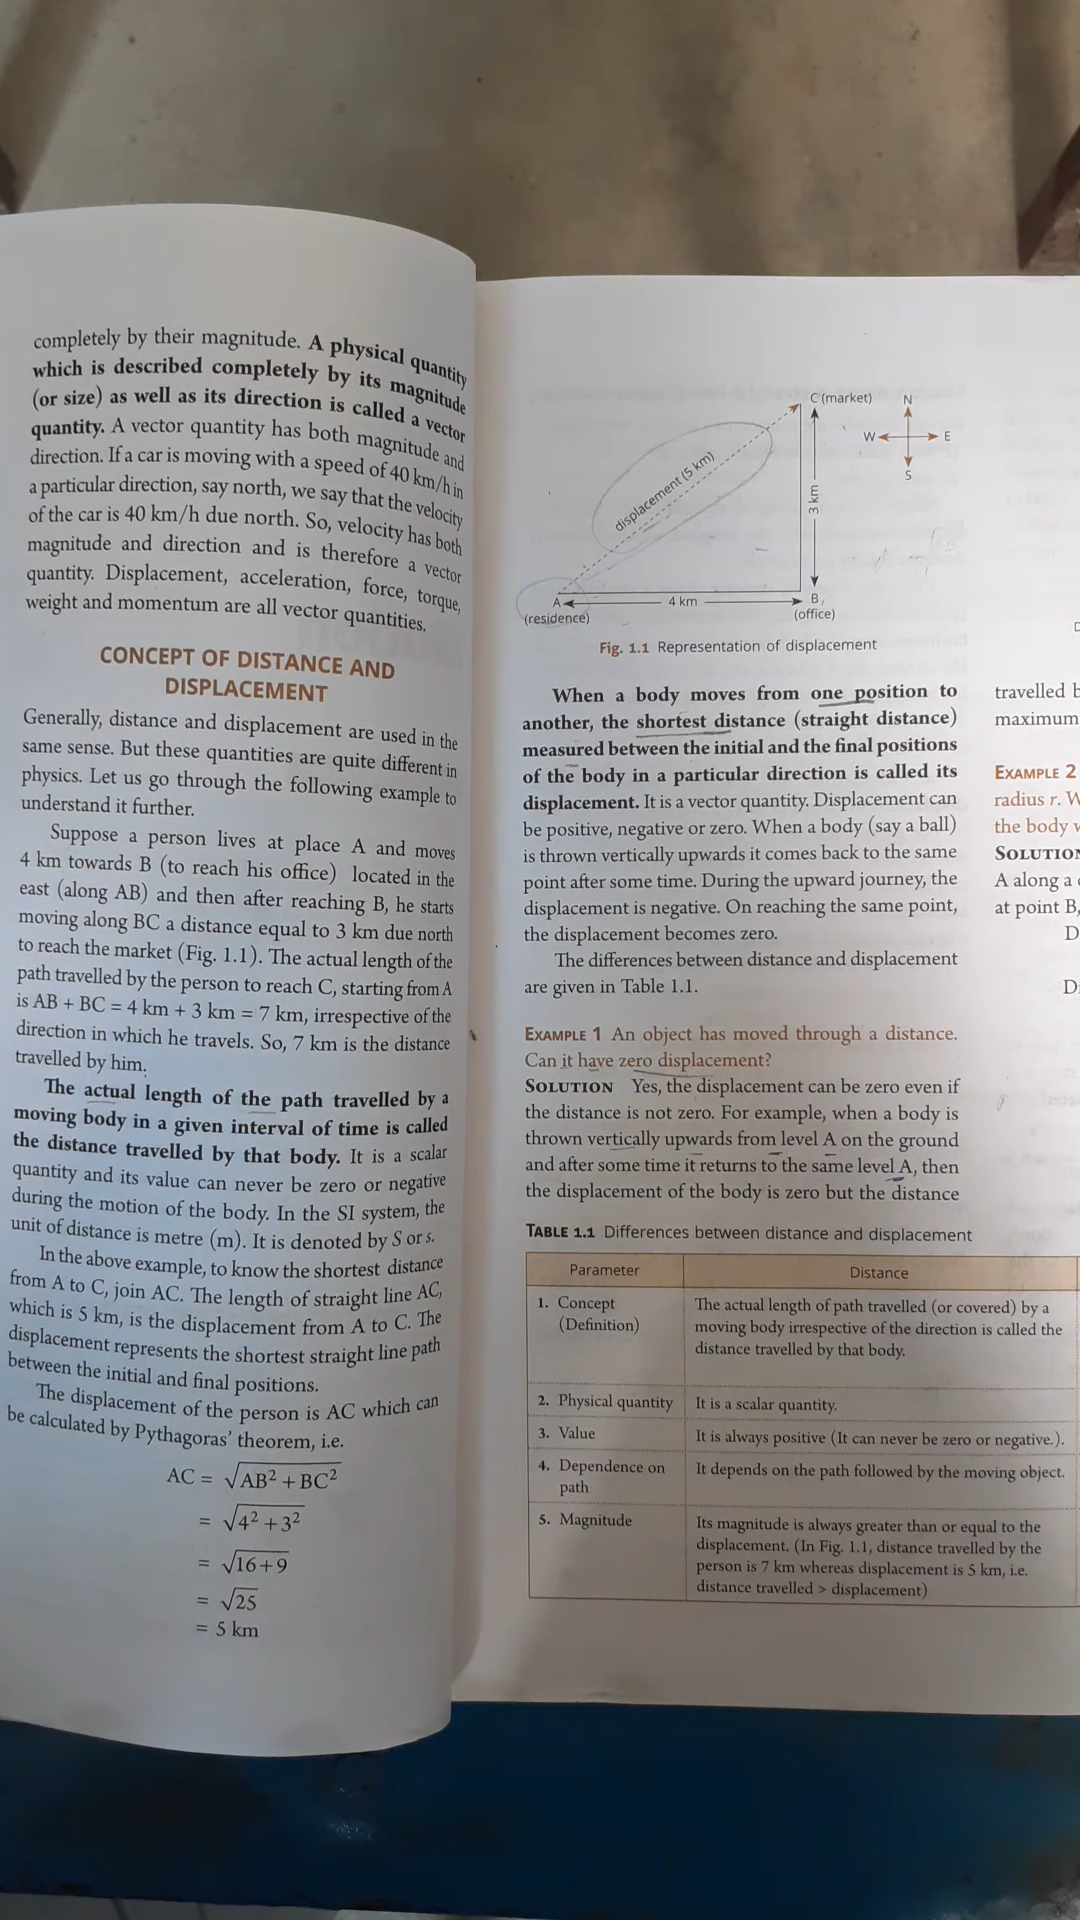 completely by their magnitude. A physical quantity
which is described completely by its magnitude
(or size) as well as its direction is called a vector
quantity. A vector quantity has both magnitude and
direction. If a car is moving with a speed of 40 km/h in
a particular direction, say north, we say that the velocity
of the car is 40 km/h due north. So, velocity has both
magnitude and direction and is therefore a vector
quantity. Displacement, acceleration, force, torque,
weight and momentum are all vector quantities.
CONCEPT OF DISTANCE AND
DISPLACEMENT
Generally, distance and displacement are used in the
same sense. But these quantities are quite different in
physics. Let us go through the following example to
understand it further.
Suppose a person lives at place A and moves
4 km towards B (to reach his office) located in the
east (along AB) and then after reaching B, he starts
moving along BC a distance equal to 3 km due north
to reach the market (Fig. 1.1). The actual length of the
path travelled by the person to reach C, starting from A
is AB + BC = 4 km + 3 km = 7 km, irrespective of the
direction in which he travels. So, 7 km is the distance
travelled by him.
The actual length of the path travelled by a
moving body in a given interval of time is called
the distance travelled by that body. It is a scalar
quantity and its value can never be zero or negative
during the motion of the body. In the SI system, the
unit of distance is metre (m). It is denoted by S or s.
In the above example, to know the shortest distance
from A to C, join AC. The length of straight line AC,
which is 5 km, is the displacement from A to C. The
displacement represents the shortest straight line path
between the initial and final positions.
The displacement of the person is AC which can
be calculated by Pythagoras' theorem, i.e.
AC = √AB² + BC²
= √4² + 3²
= √16+9
= √25
= 5 km
C (market)
N
W
E
S
displacement (5 km)
3 km
A
4 km
B
(residence)
(office)
Fig. 1.1 Representation of displacement
When a body moves from one position to
another, the shortest distance (straight distance)
measured between the initial and the final positions
of the body in a particular direction is called its
displacement. It is a vector quantity. Displacement can
be positive, negative or zero. When a body (say a ball)
is thrown vertically upwards it comes back to the same
point after some time. During the upward journey, the
displacement is negative. On reaching the same point,
the displacement becomes zero.
The differences between distance and displacement
are given in Table 1.1.
EXAMPLE 1 An object has moved through a distance.
Can it have zero displacement?
SOLUTION Yes, the displacement can be zero even if
the distance is not zero. For example, when a body is
thrown vertically upwards from level A on the ground
and after some time it returns to the same level A, then
the displacement of the body is zero but the distance
TABLE 1.1 Differences between distance and displacement
Parameter
Distance
1. Concept
(Definition)
The actual length of path travelled (or covered) by a
moving body irrespective of the direction is called the
distance travelled by that body.
2. Physical quantity
It is a scalar quantity.
3. Value
It is always positive (It can never be zero or negative.).
4. Dependence on
path
It depends on the path followed by the moving object.
5. Magnitude
Its magnitude is always greater than or equal to the
displacement. (In Fig. 1.1, distance travelled by the
person is 7 km whereas displacement is 5 km, i.e.
distance travelled > displacement)
travelled
maximum
EXAMPLE 2
radius r.
the body
A along a
at point B,